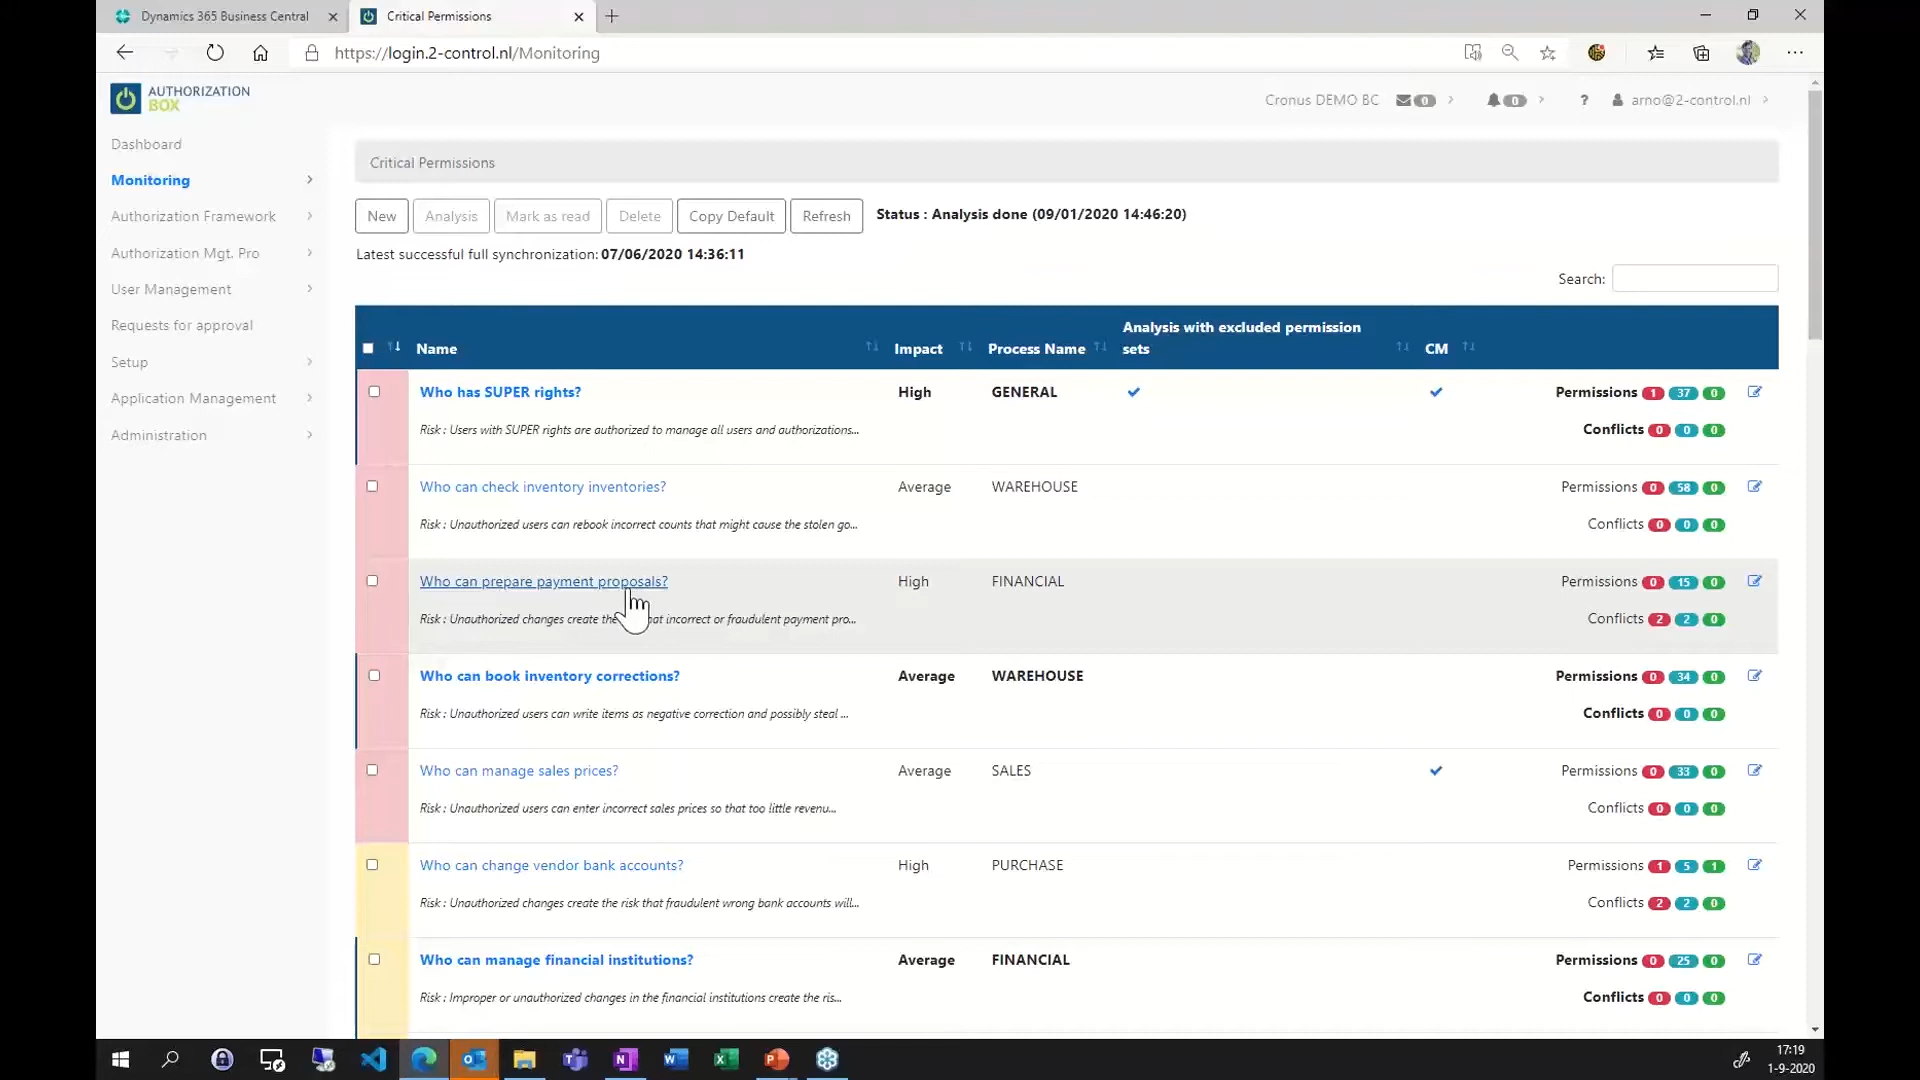 Dynamics 365 Business Central
Critical Permissions
https://login.2-control.nl/Monitoring
AUTHORIZATION
BOX
Cronus DEMO BC
0
0
?
arno@2-control.nl
Dashboard
Monitoring
Authorization Framework
Authorization Mgt. Pro
User Management
Requests for approval
Setup
Application Management
Administration
Critical Permissions
New Analysis Mark as read Delete Copy Default Refresh Status : Analysis done (09/01/2020 14:46:20)
Latest successful full synchronization: 07/06/2020 14:36:11
Search:
Name Impact Process Name Analysis with excluded permission sets CM
Who has SUPER rights? High GENERAL Permissions 1 37 0
Risk : Users with SUPER rights are authorized to manage all users and authorizations... Conflicts 0 0 0
Who can check inventory inventories? Average WAREHOUSE Permissions 0 58 0
Risk : Unauthorized users can rebook incorrect counts that might cause the stolen go... Conflicts 0 0 0
Who can prepare payment proposals? High FINANCIAL Permissions 0 15 0
Risk : Unauthorized changes create the incorrect or fraudulent payment pro... Conflicts 2 2 0
Who can book inventory corrections? Average WAREHOUSE Permissions 0 34 0
Risk : Unauthorized users can write items as negative correction and possibly steal ... Conflicts 0 0 0
Who can manage sales prices? Average SALES Permissions 0 33 0
Risk : Unauthorized users can enter incorrect sales prices so that too little revenu... Conflicts 0 0 0
Who can change vendor bank accounts? High PURCHASE Permissions 1 5 1
Risk : Unauthorized changes create the risk that fraudulent wrong bank accounts will... Conflicts 2 2 0
Who can manage financial institutions? Average FINANCIAL Permissions 0 25 0
Risk : Improper or unauthorized changes in the financial institutions create the ris... Conflicts 0 0 0
17:19
1-9-2020